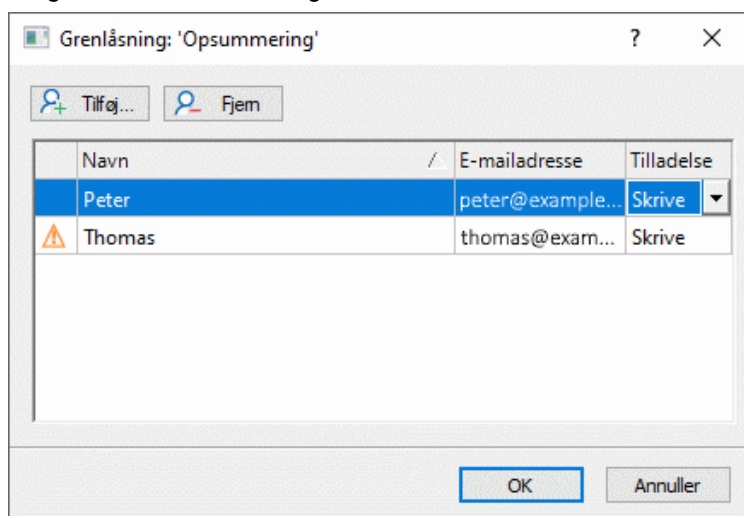 Grenlåsning: 'Opsummering' ?
Tilføj... Fjern
Navn E-mailadresse Tilladelse
Peter peter@example... Skrive
Thomas thomas@exam... Skrive
OK Annuller